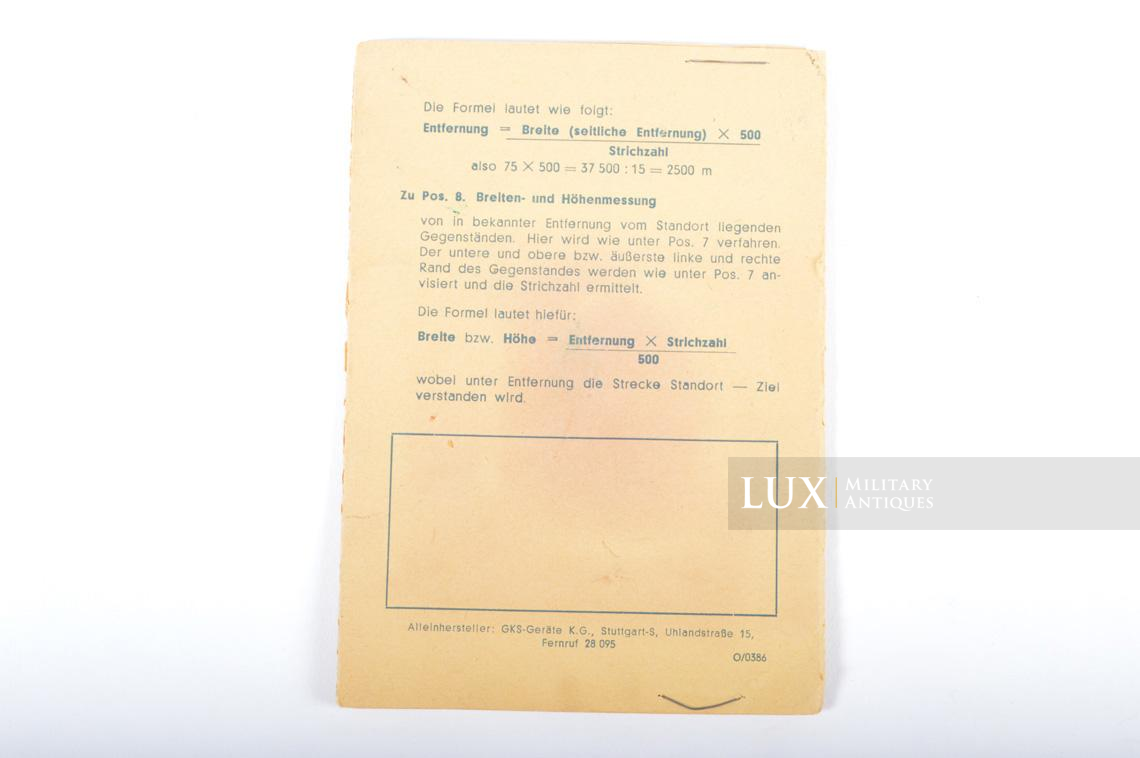 Die Formel lautet wie folgt:
Entfernung = Breite (seitliche Entfernung) × 500
Strichzahl
also 75 × 500 = 37 500 : 15 = 2500 m
Zu Pos. 8. Breiten- und Höhenmessung
von in bekannter Entfernung vom Standort liegenden
Gegenständen. Hier wird wie unter Pos. 7 verfahren.
Der untere und obere bzw. äußerste linke und rechte
Rand des Gegenstandes werden wie unter Pos. 7 an-
visiert und die Strichzahl ermittelt.
Die Formel lautet hiefür:
Breite bzw. Höhe = Entfernung × Strichzahl
500
wobei unter Entfernung die Strecke Standort — Ziel
verstanden wird.
LUX MILITARY
ANTIQUES
Alleinhersteller: GKS-Geräte K.G., Stuttgart-S, Uhlandstraße 15,
Fernruf 28 095
O/0386